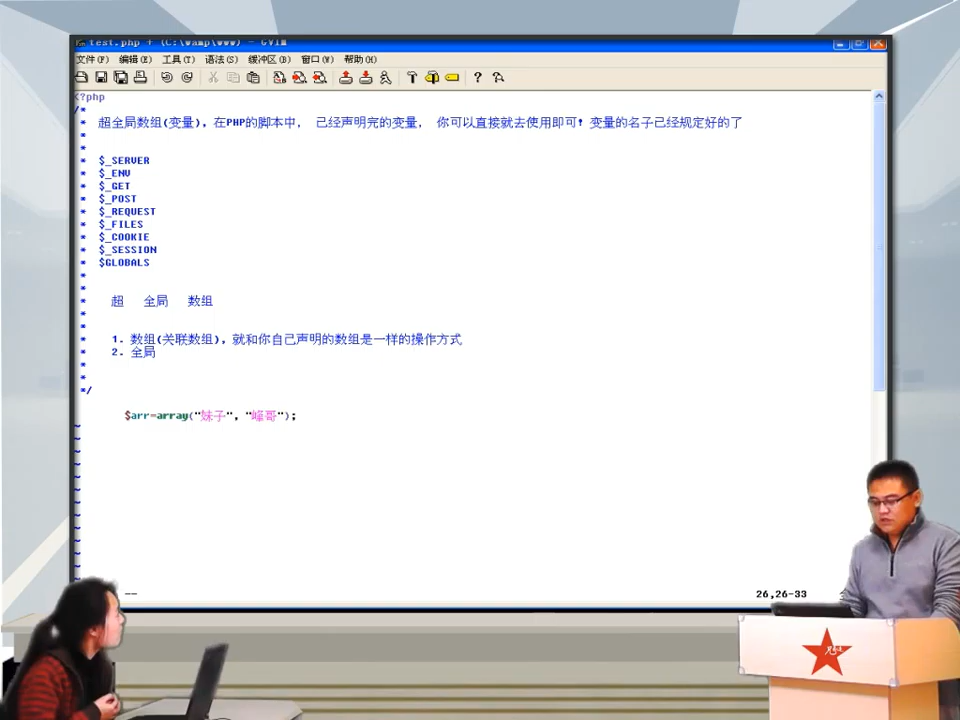 test.php + (C:\wamp\www) - GVIM
文件(F) 编辑(E) 工具(T) 语法(S) 缓冲区(B) 窗口(W) 帮助(H)
<?php
/*
* 超全局数组(变量), 在PHP的脚本中, 已经声明完的变量, 你可以直接就去使用即可! 变量的名子已经规定好的了
*
*
* $_SERVER
* $_ENV
* $_GET
* $_POST
* $_REQUEST
* $_FILES
* $_COOKIE
* $_SESSION
* $GLOBALS
*
*
* 超 全局 数组
*
*
* 1. 数组(关联数组), 就和你自己声明的数组是一样的操作方式
* 2. 全局
*
*
*/
$arr=array("妹子", "峰哥");
~
~
~
~
~
~
~
~
~
~
~
~
~
--
26,26-33